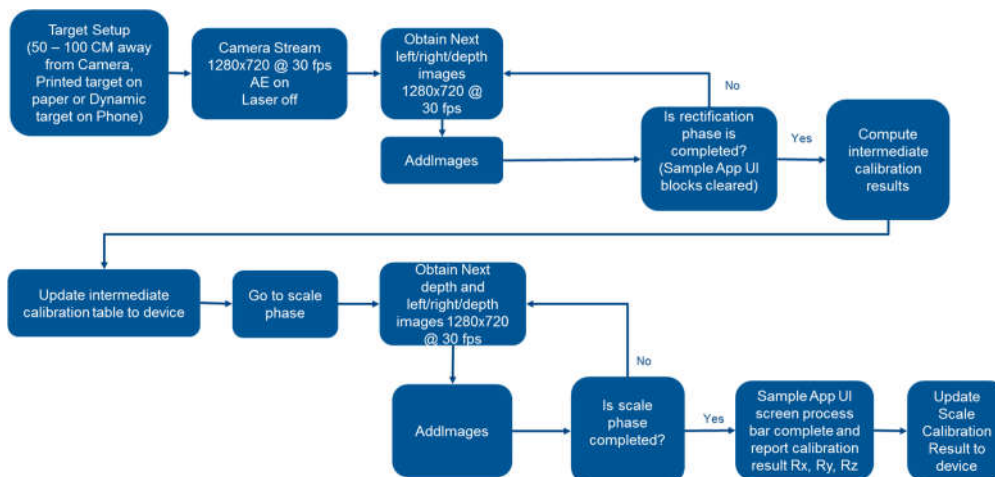 Target Setup
(50 – 100 CM away
from Camera,
Printed target on
paper or Dynamic
target on Phone)
Camera Stream
1280x720 @ 30 fps
AE on
Laser off
Obtain Next
left/right/depth
images
1280x720 @
30 fps
AddImages
No
Is rectification
phase is
completed?
(Sample App UI
blocks cleared)
Yes
Compute
intermediate
calibration
results
Update intermediate
calibration table to device
Go to scale
phase
Obtain Next
depth and
left/right/depth
images 1280x720
@ 30 fps
AddImages
No
Is scale
phase
completed?
Yes
Sample App UI
screen process
bar complete and
report calibration
result Rx, Ry, Rz
Update
Scale
Calibration
Result to
device